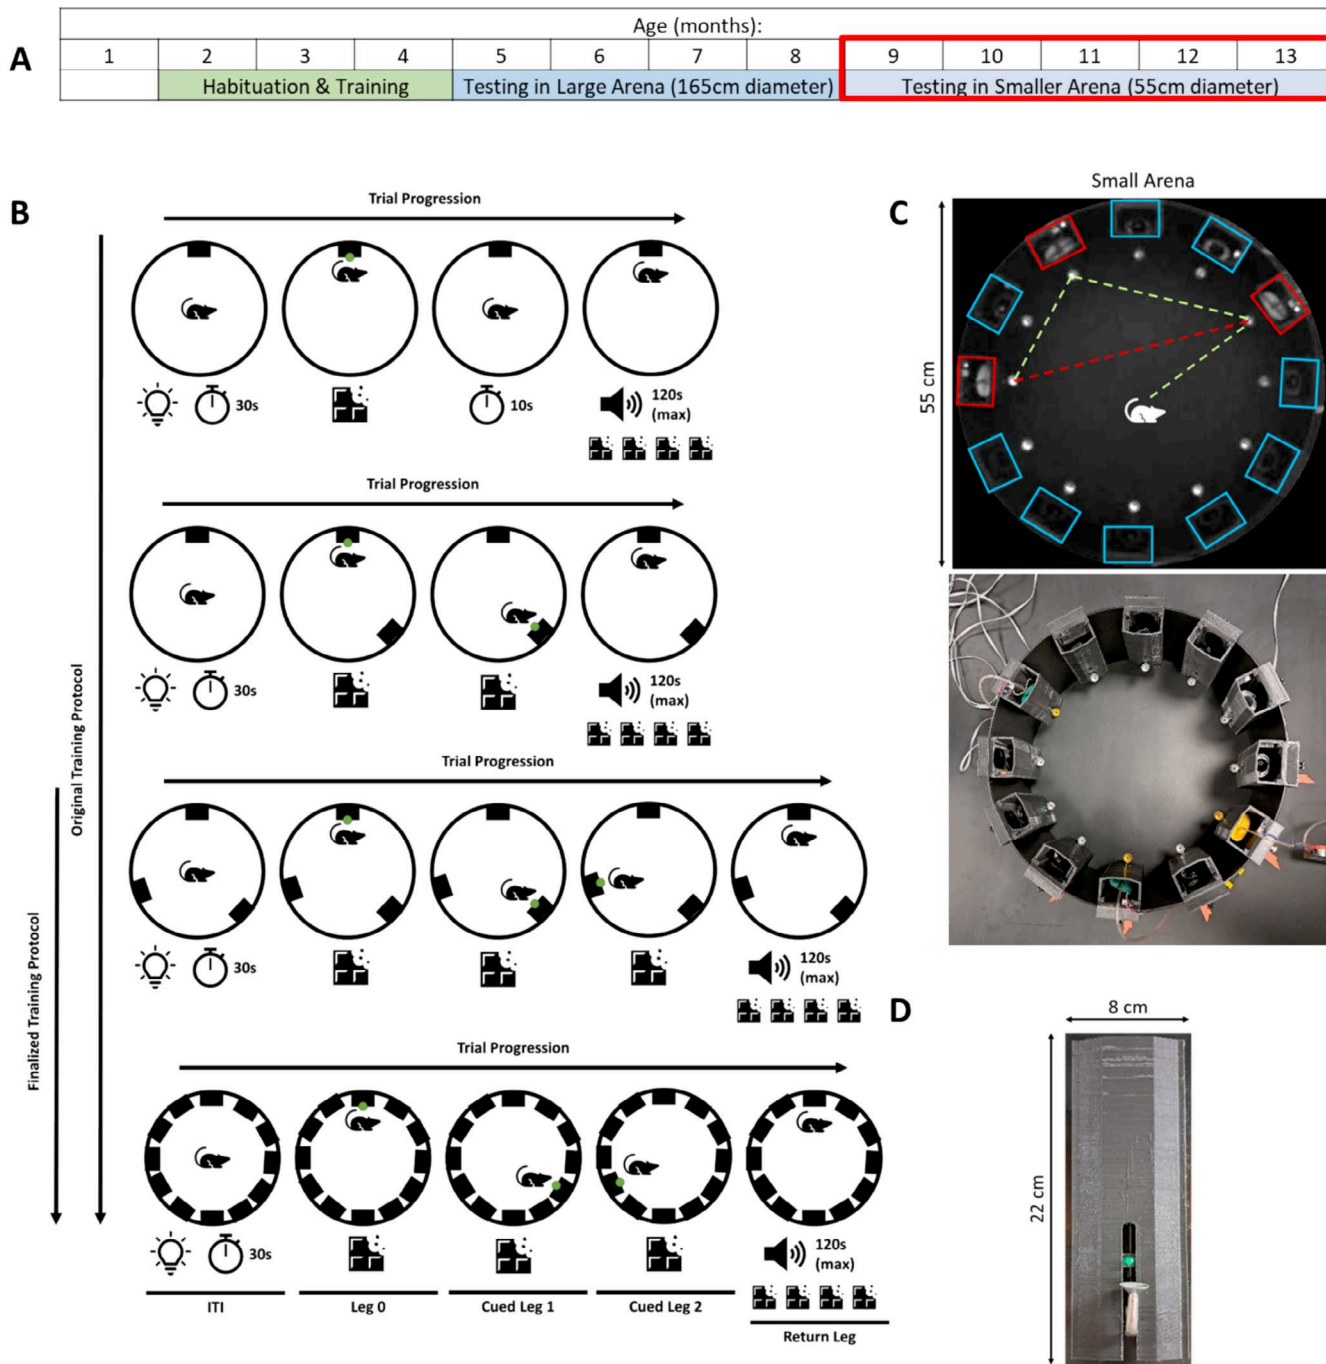 Age (months):
A
1 2 3 4 5 6 7 8 9 10 11 12 13
Habituation & Training Testing in Large Arena (165cm diameter) Testing in Smaller Arena (55cm diameter)
B
Trial Progression
30s
10s
120s
(max)
Trial Progression
30s
120s
(max)
Trial Progression
30s
120s
(max)
Trial Progression
30s
120s
(max)
ITI
Leg 0
Cued Leg 1
Cued Leg 2
Return Leg
Original Training Protocol
Finalized Training Protocol
C
Small Arena
55 cm
D
8 cm
22 cm